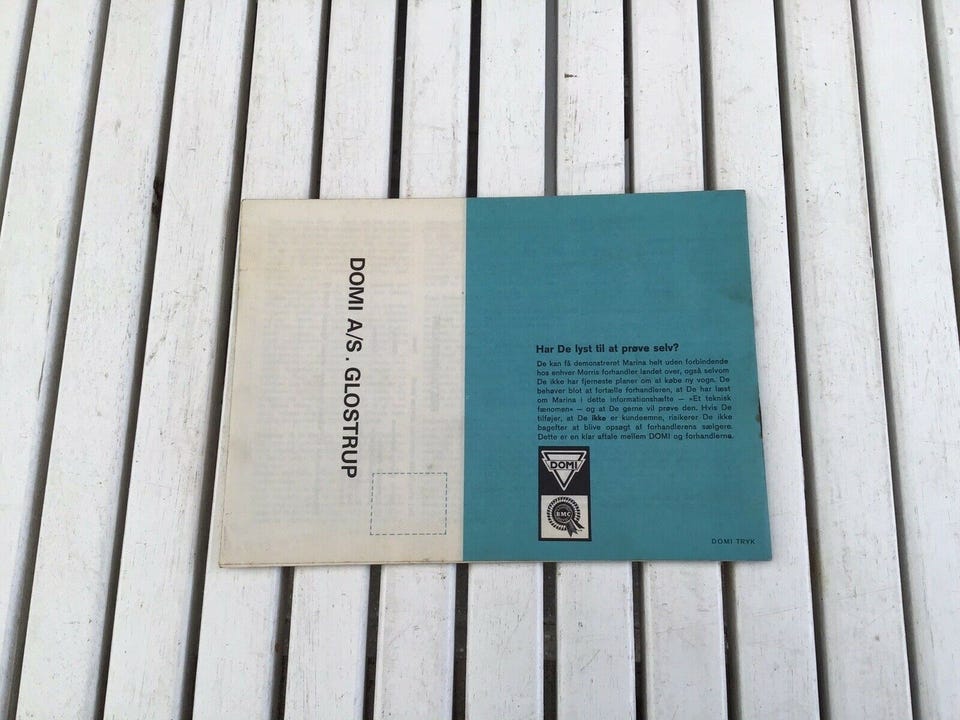 DOMI A/S . GLOSTRUP
Har De lyst til at prøve selv?
De kan få demonstreret Marina helt uden forbindende
hos enhver Morris forhandler landet over, også selvom
De ikke har fjerneste planer om at købe ny vogn. De
behøver blot at fortælle forhandleren, at De har læst
om Marina i dette informationshæfte — »Et teknisk
fænomen« — og at De gerne vil prøve den. Hvis De
tilføjer, at De ikke er kundeemne, risikerer De ikke
bagefter at blive opsøgt af forhandlerens sælgere.
Dette er en klar aftale mellem DOMI og forhandlerne.
DOMI
BMC
DOMI TRYK